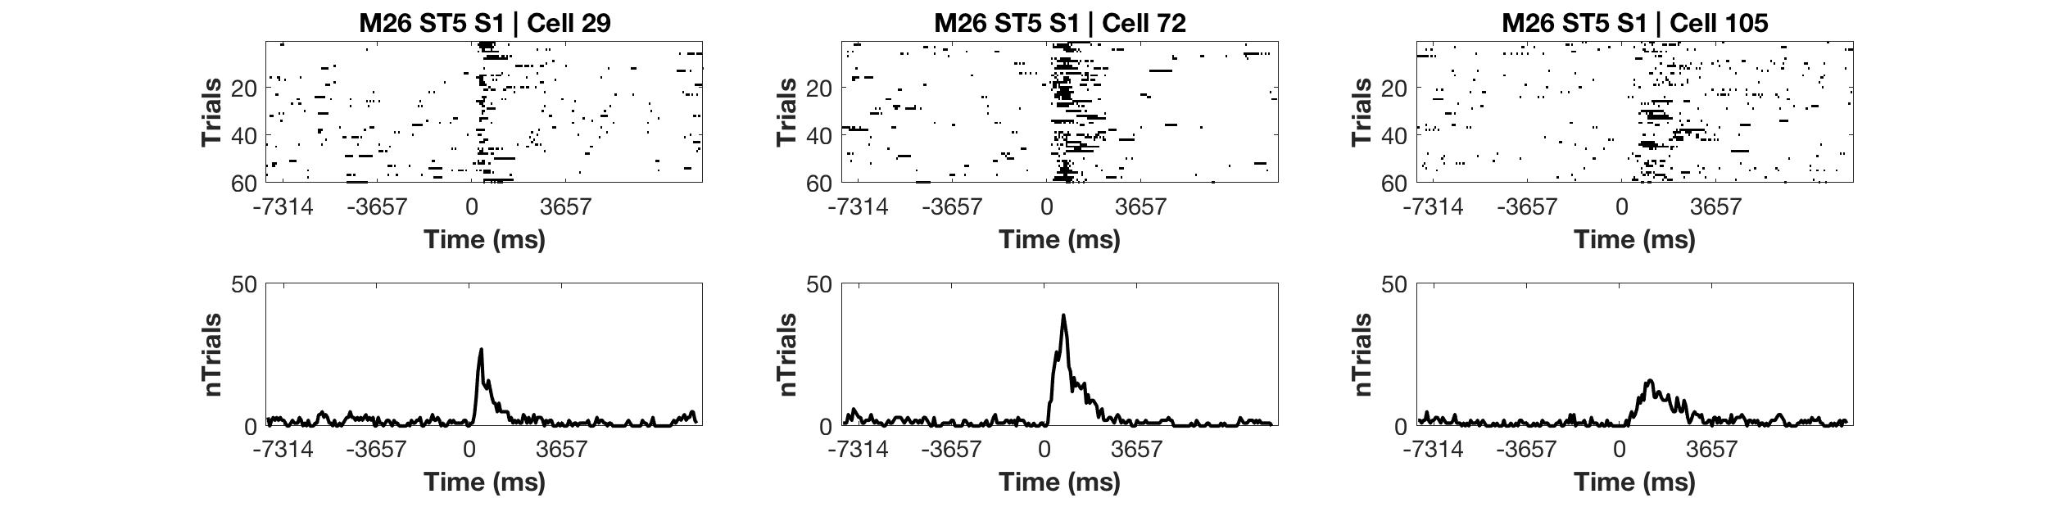 M26 ST5 S1 | Cell 29
Trials
20
40
60
-7314 -3657 0 3657
Time (ms)
nTrials
50
0
-7314 -3657 0 3657
Time (ms)
M26 ST5 S1 | Cell 72
Trials
20
40
60
-7314 -3657 0 3657
Time (ms)
nTrials
50
0
-7314 -3657 0 3657
Time (ms)
M26 ST5 S1 | Cell 105
Trials
20
40
60
-7314 -3657 0 3657
Time (ms)
nTrials
50
0
-7314 -3657 0 3657
Time (ms)